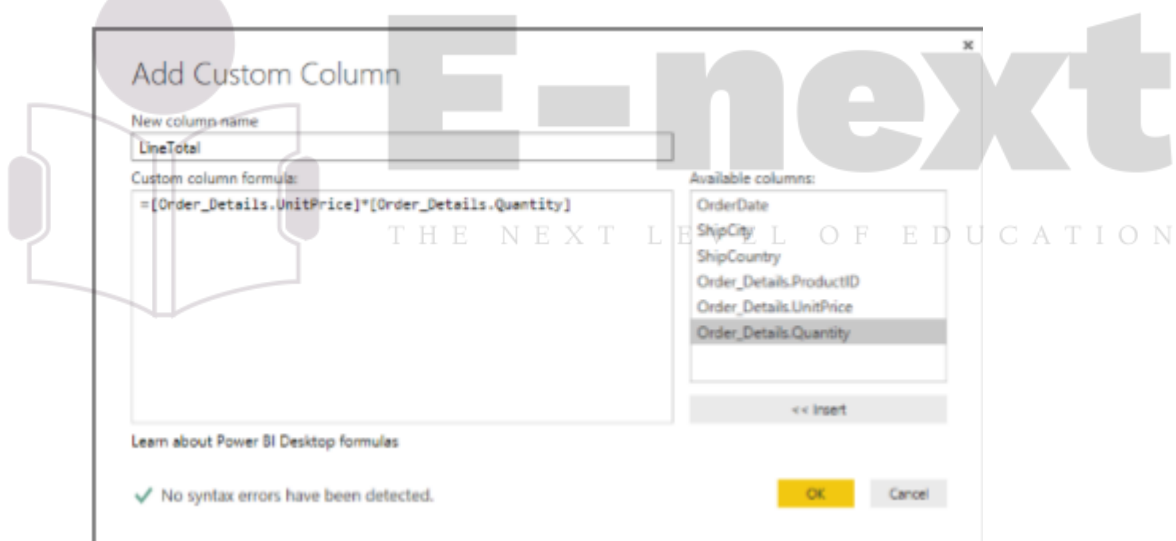 E-next
THE NEXT LEVEL OF EDUCATION
×
Add Custom Column
New column name
LineTotal
Custom column formula:
=[Order_Details.UnitPrice]*[Order_Details.Quantity]
Available columns:
OrderDate
ShipCity
ShipCountry
Order_Details.ProductID
Order_Details.UnitPrice
Order_Details.Quantity
<< Insert
Learn about Power BI Desktop formulas
✓ No syntax errors have been detected.
OK
Cancel